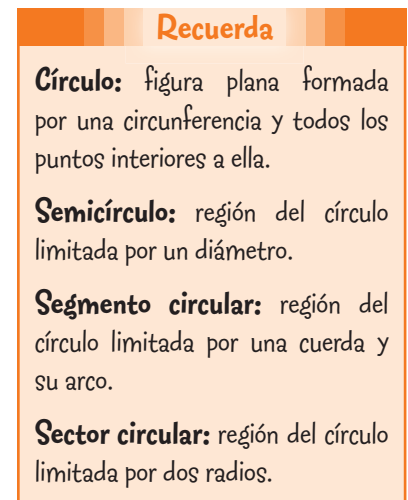 Recuerda
Círculo: figura plana formada
por una circunferencia y todos los
puntos interiores a ella.
Semicírculo: región del círculo
limitada por un diámetro.
Segmento circular: región del
círculo limitada por una cuerda y
su arco.
Sector circular: región del círculo
limitada por dos radios.